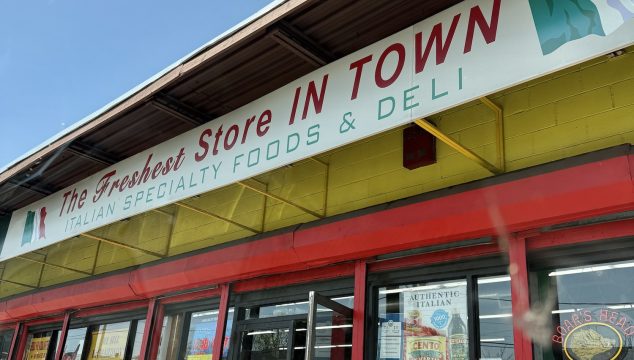 The Freshest Store IN TOWN
ITALIAN SPECIALTY FOODS & DELI
AUTHENTIC
ITALIAN
CENTO
BOAR'S HEAD